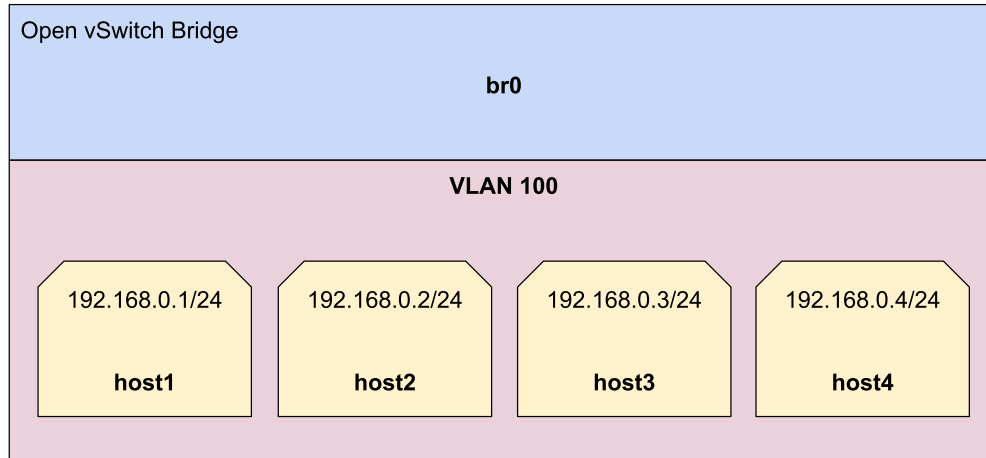 Open vSwitch Bridge
br0
VLAN 100
192.168.0.1/24
192.168.0.2/24
192.168.0.3/24
192.168.0.4/24
host1
host2
host3
host4